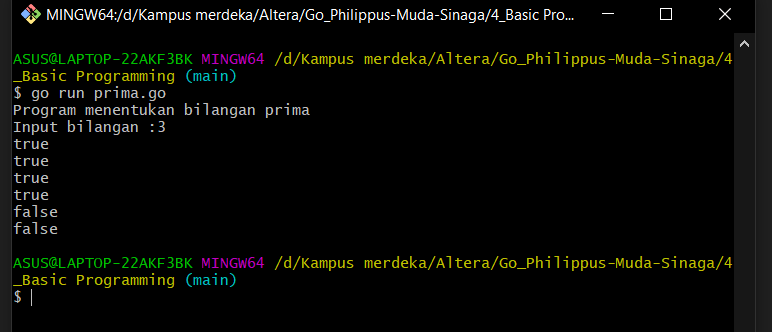 MINGW64:/d/Kampus merdeka/Altera/Go_Philippus-Muda-Sinaga/4_Basic Pro...
ASUS@LAPTOP-22AKF3BK MINGW64 /d/Kampus merdeka/Altera/Go_Philippus-Muda-Sinaga/4
_Basic Programming (main)
$ go run prima.go
Program menentukan bilangan prima
Input bilangan :3
true
true
true
true
false
false
ASUS@LAPTOP-22AKF3BK MINGW64 /d/Kampus merdeka/Altera/Go_Philippus-Muda-Sinaga/4
_Basic Programming (main)
$